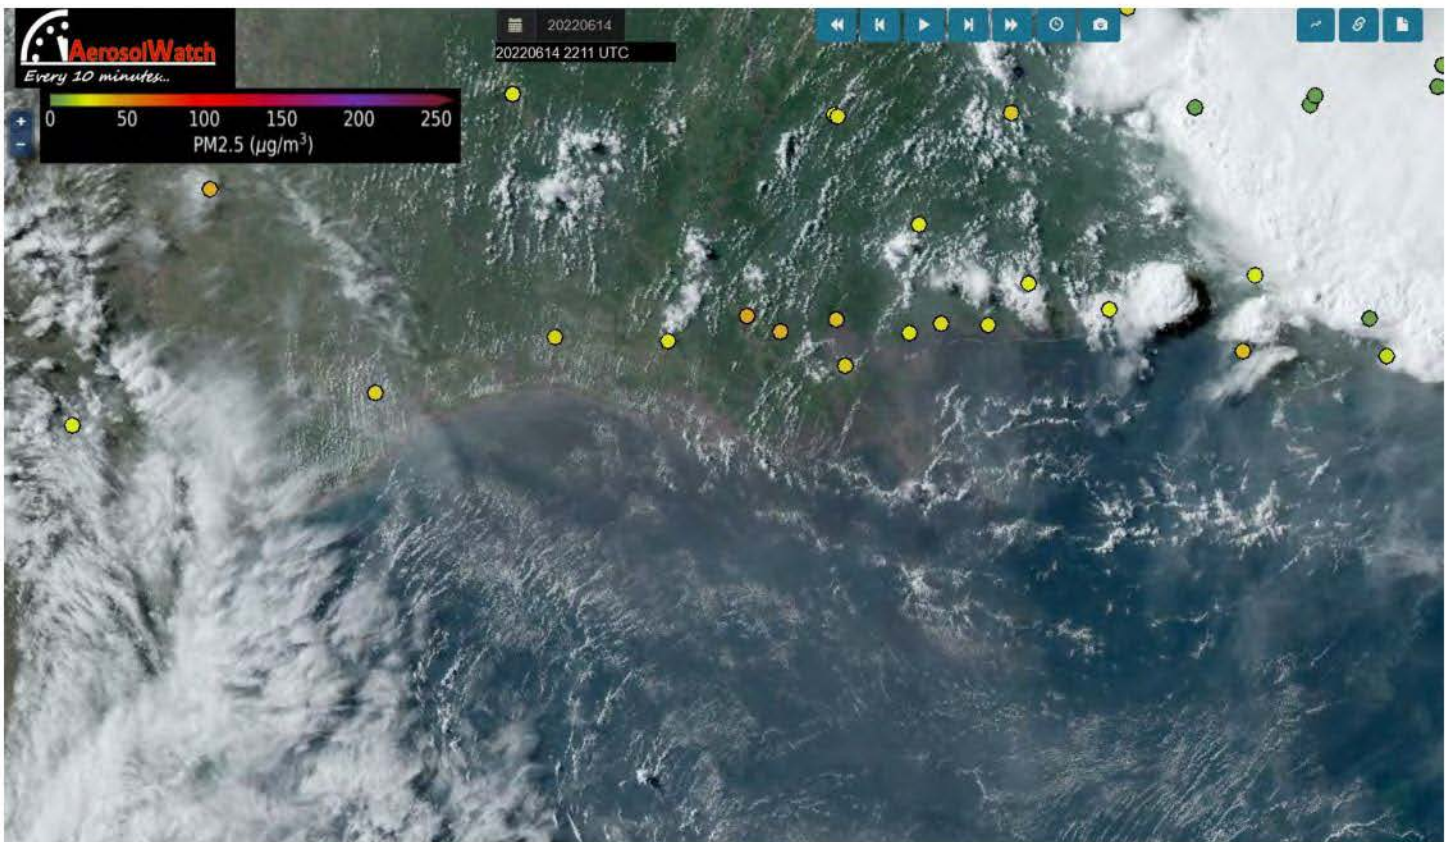 20220614
20220614 2211 UTC
AerosolWatch
Every 10 minutes...
+
-
0 50 100 150 200 250
PM2.5 (µg/m³)